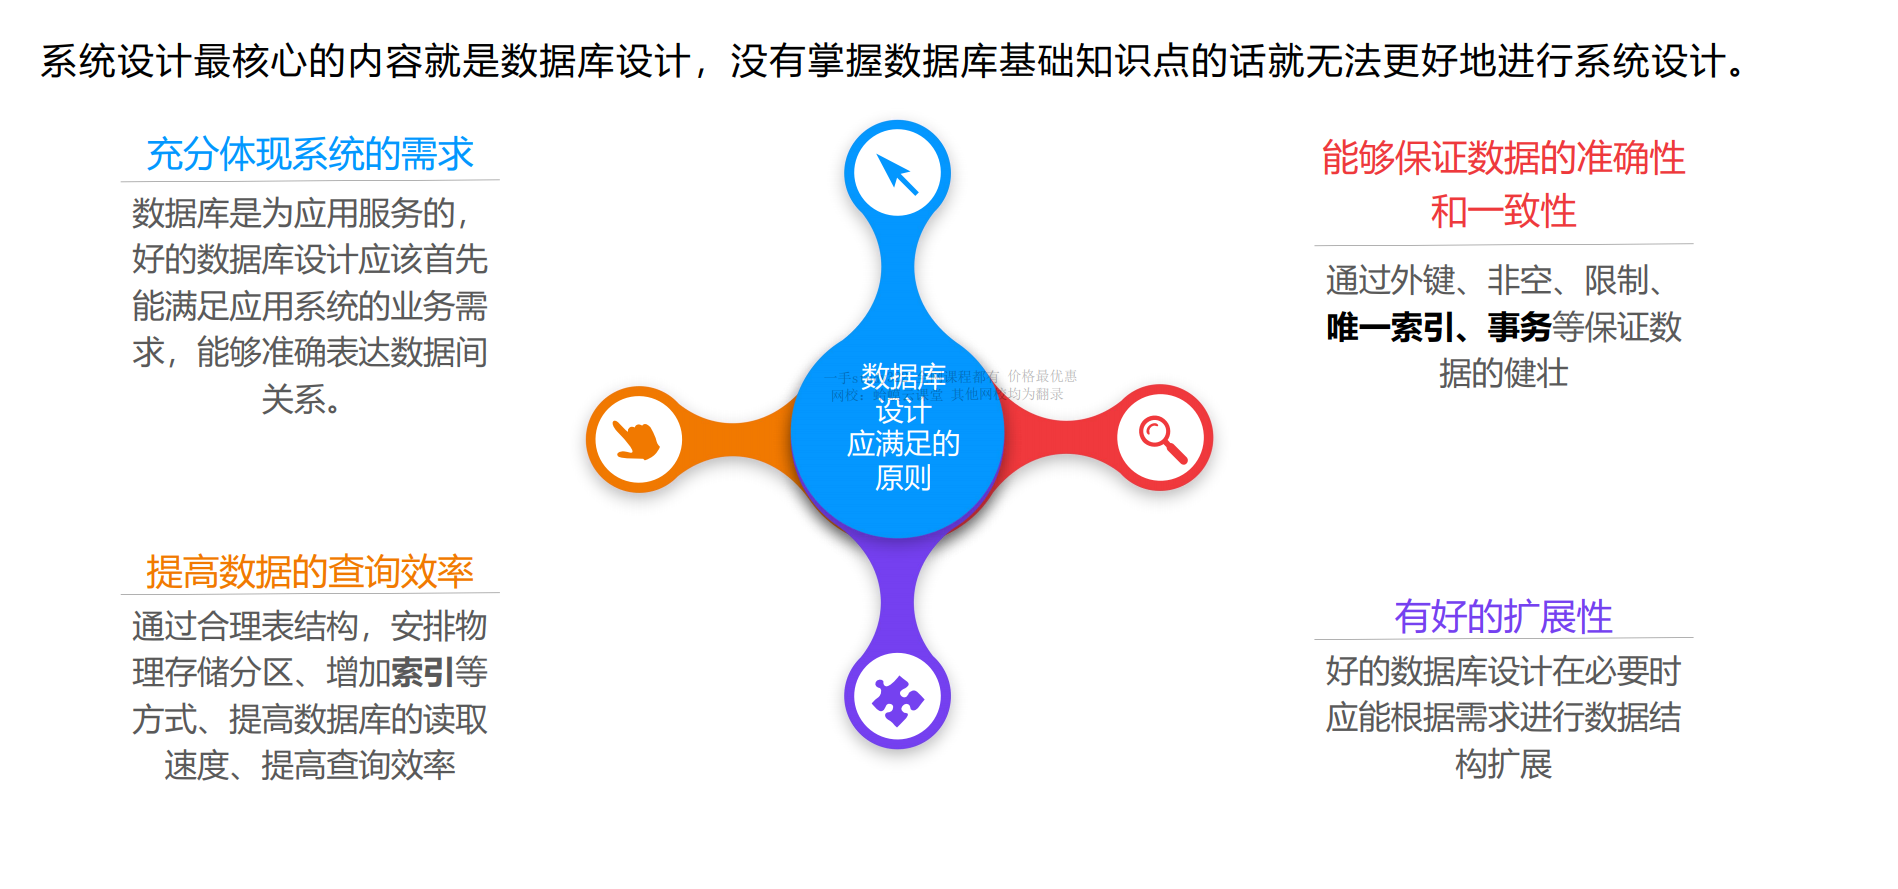 系统设计最核心的内容就是数据库设计，没有掌握数据库基础知识点的话就无法更好地进行系统设计。
充分体现系统的需求
数据库是为应用服务的，
好的数据库设计应该首先
能满足应用系统的业务需
求，能够准确表达数据间
关系。
能够保证数据的准确性
和一致性
通过外键、非空、限制、
唯一索引、事务等保证数
据的健壮
数据库
设计
应满足的
原则
一手
课程都有 价格最优惠
网校：
其他网校均为翻录
提高数据的查询效率
通过合理表结构，安排物
理存储分区、增加索引等
方式、提高数据库的读取
速度、提高查询效率
有好的扩展性
好的数据库设计在必要时
应能根据需求进行数据结
构扩展